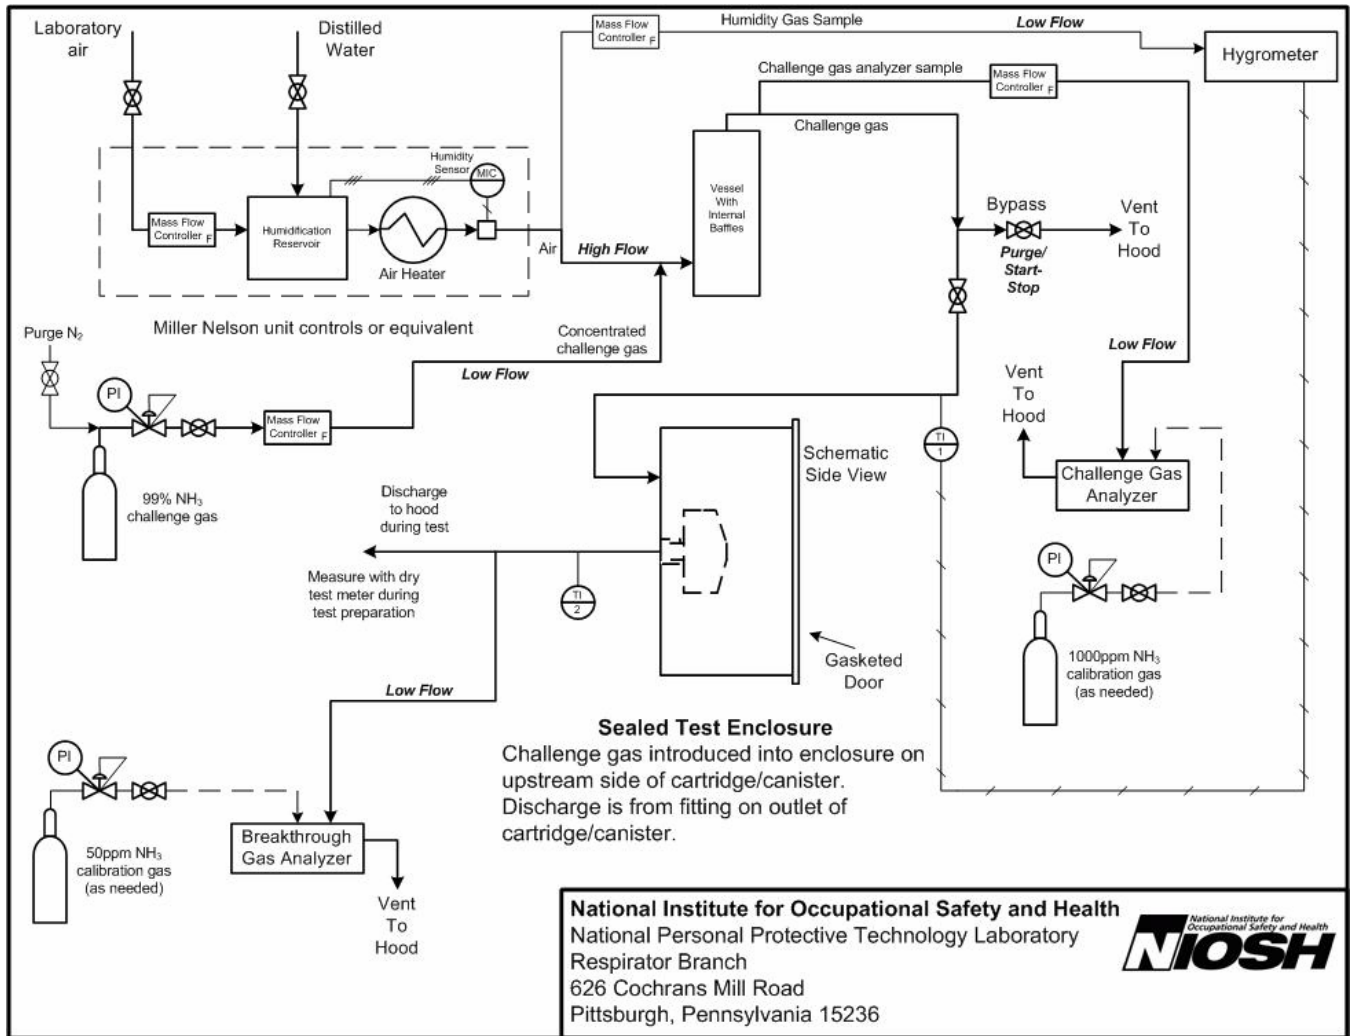 Laboratory
air
Distilled
Water
Mass Flow
Controller F
Humidity Gas Sample
Low Flow
Hygrometer
Challenge gas analyzer sample
Mass Flow
Controller F
Challenge gas
Humidity
Sensor
MIC
Mass Flow
Controller F
Humidification
Reservoir
Air Heater
Air
High Flow
Vessel
With
Internal
Baffles
Bypass
Purge/
Start-
Stop
Vent
To
Hood
Miller Nelson unit controls or equivalent
Purge N₂
PI
Mass Flow
Controller F
Concentrated
challenge gas
Low Flow
99% NH₃
challenge gas
Low Flow
Vent
To
Hood
TI
1
Challenge Gas
Analyzer
Schematic
Side View
Discharge
to hood
during test
Measure with dry
test meter during
test preparation
TI
2
PI
1000ppm NH₃
calibration gas
(as needed)
Gasketed
Door
Low Flow
Sealed Test Enclosure
Challenge gas introduced into enclosure on
upstream side of cartridge/canister.
Discharge is from fitting on outlet of
cartridge/canister.
PI
50ppm NH₃
calibration gas
(as needed)
Breakthrough
Gas Analyzer
Vent
To
Hood
National Institute for Occupational Safety and Health
National Personal Protective Technology Laboratory
Respirator Branch
626 Cochrans Mill Road
Pittsburgh, Pennsylvania 15236
National Institute for
Occupational Safety and Health
NIOSH